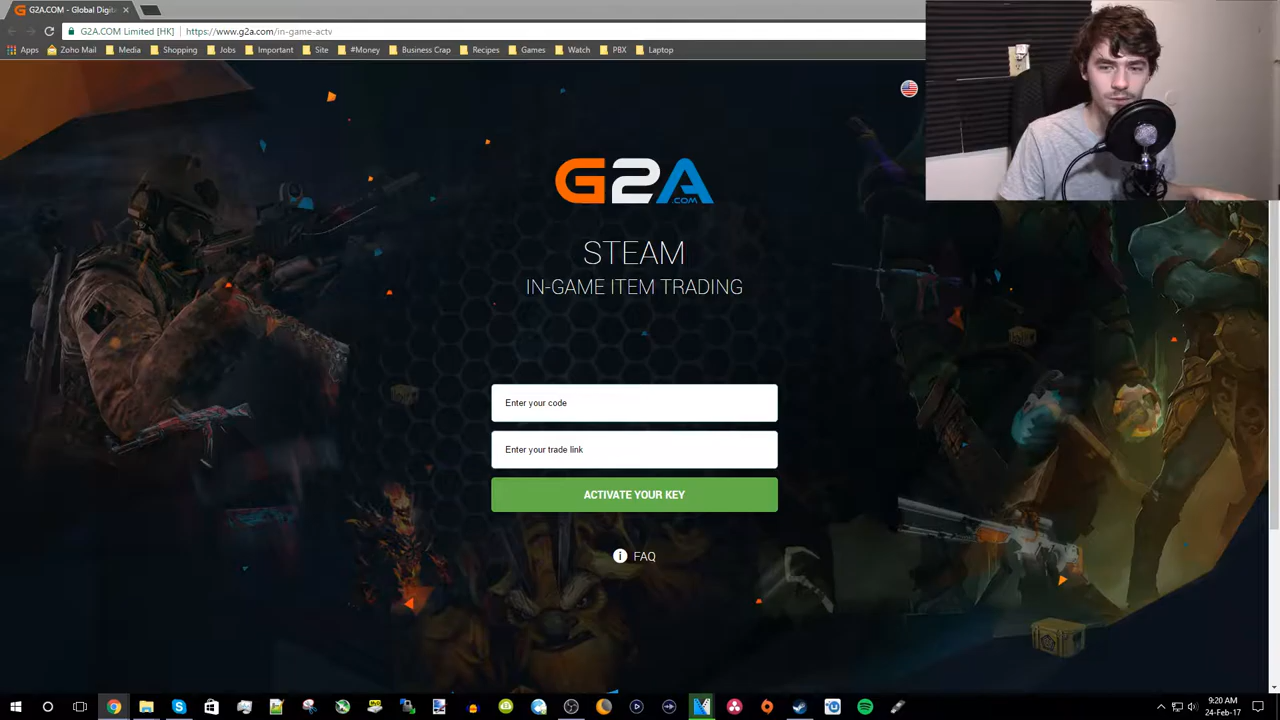 G2A.COM - Global Digit
G2A.COM Limited [HK] https://www.g2a.com/in-game-actv
Apps Zoho Mail Media Shopping Jobs Important Site #Money Business Crap Recipes Games Watch PBX Laptop
G2A
.COM
STEAM
IN-GAME ITEM TRADING
Enter your code
Enter your trade link
ACTIVATE YOUR KEY
i FAQ
9:20 AM
24-Feb-17